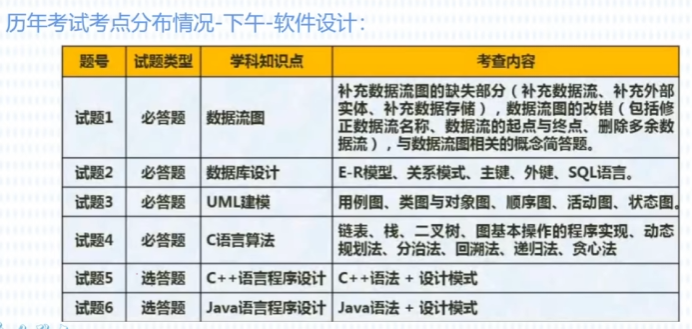 历年考试考点分布情况-下午-软件设计：
题号 试题类型 学科知识点 考查内容
试题1 必答题 数据流图 补充数据流图的缺失部分（补充数据流、补充外部
实体、补充数据存储），数据流图的改错（包括修
正数据流名称、数据流的起点与终点、删除多余数
据流），与数据流图相关的概念简答题。
试题2 必答题 数据库设计 E-R模型、关系模式、主键、外键、SQL语言。
试题3 必答题 UML建模 用例图、类图与对象图、顺序图、活动图、状态图。
试题4 必答题 C语言算法 链表、栈、二叉树、图基本操作的程序实现、动态
规划法、分治法、回溯法、递归法、贪心法
试题5 选答题 C++语言程序设计 C++语法 + 设计模式
试题6 选答题 Java语言程序设计 Java语法 + 设计模式